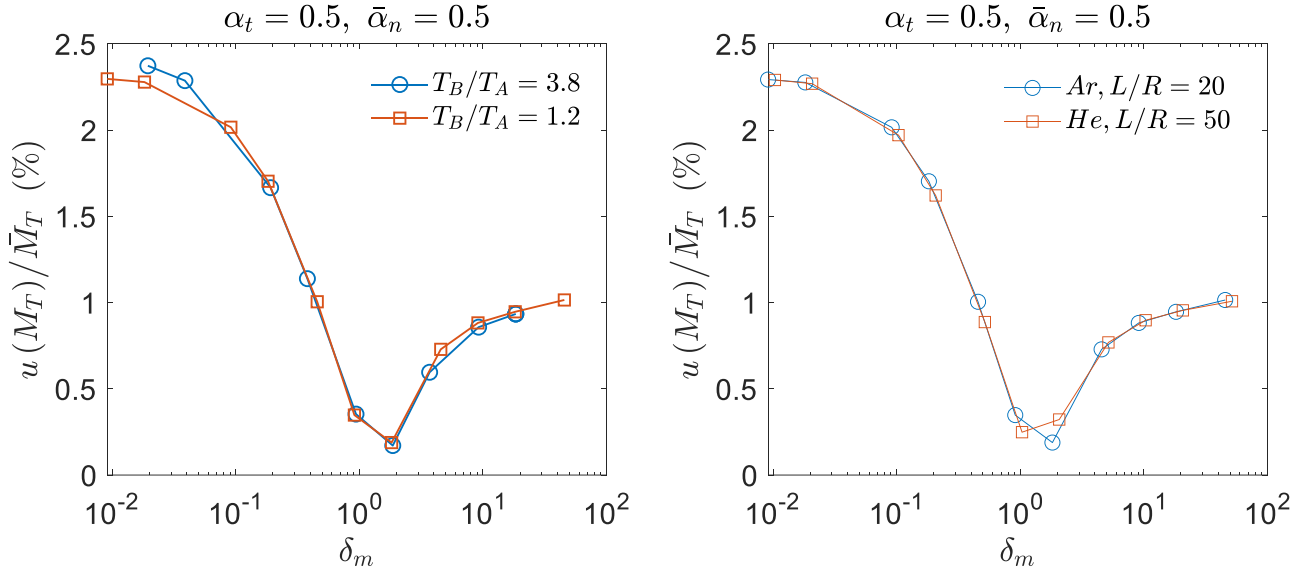 α_t = 0.5, ᾱ_n = 0.5
2.5
2
1.5
1
0.5
0
u (M_T) / M̄_T (%)
T_B/T_A = 3.8
T_B/T_A = 1.2
10^-2
10^-1
10^0
10^1
10^2
δ_m
α_t = 0.5, ᾱ_n = 0.5
2.5
2
1.5
1
0.5
0
u (M_T) / M̄_T (%)
Ar, L/R = 20
He, L/R = 50
10^-2
10^-1
10^0
10^1
10^2
δ_m